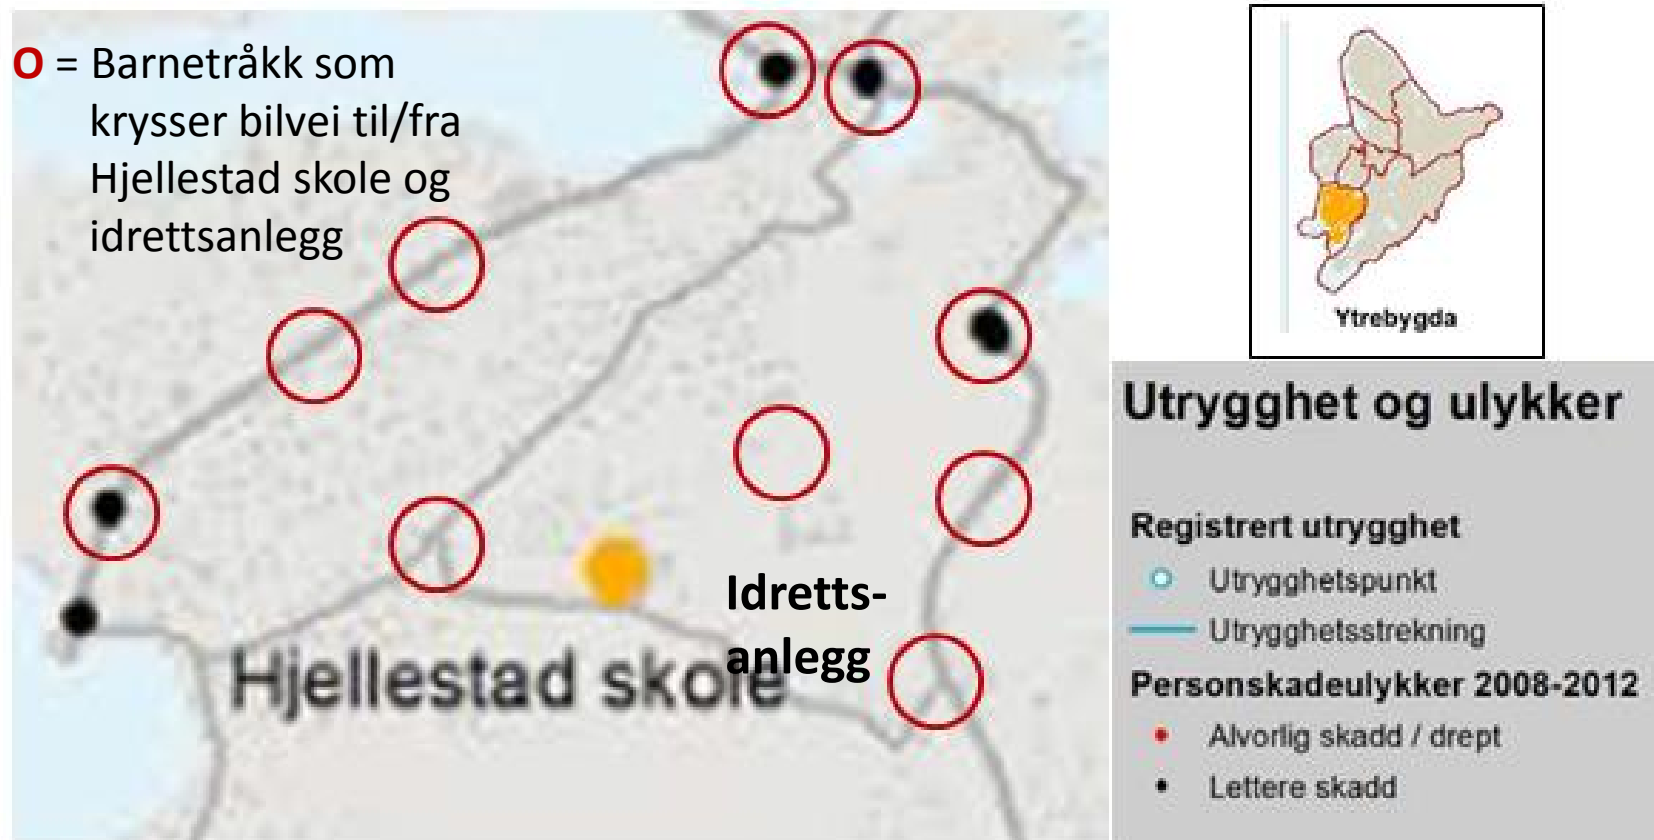 O = Barnetråkk som
krysser bilvei til/fra
Hjellestad skole og
idrettsanlegg
Idretts-
anlegg
Hjellestad skole
Ytrebygda
Utrygghet og ulykker
Registrert utrygghet
Utrygghetspunkt
Utrygghetsstrekning
Personskadeulykker 2008-2012
Alvorlig skadd / drept
Lettere skadd